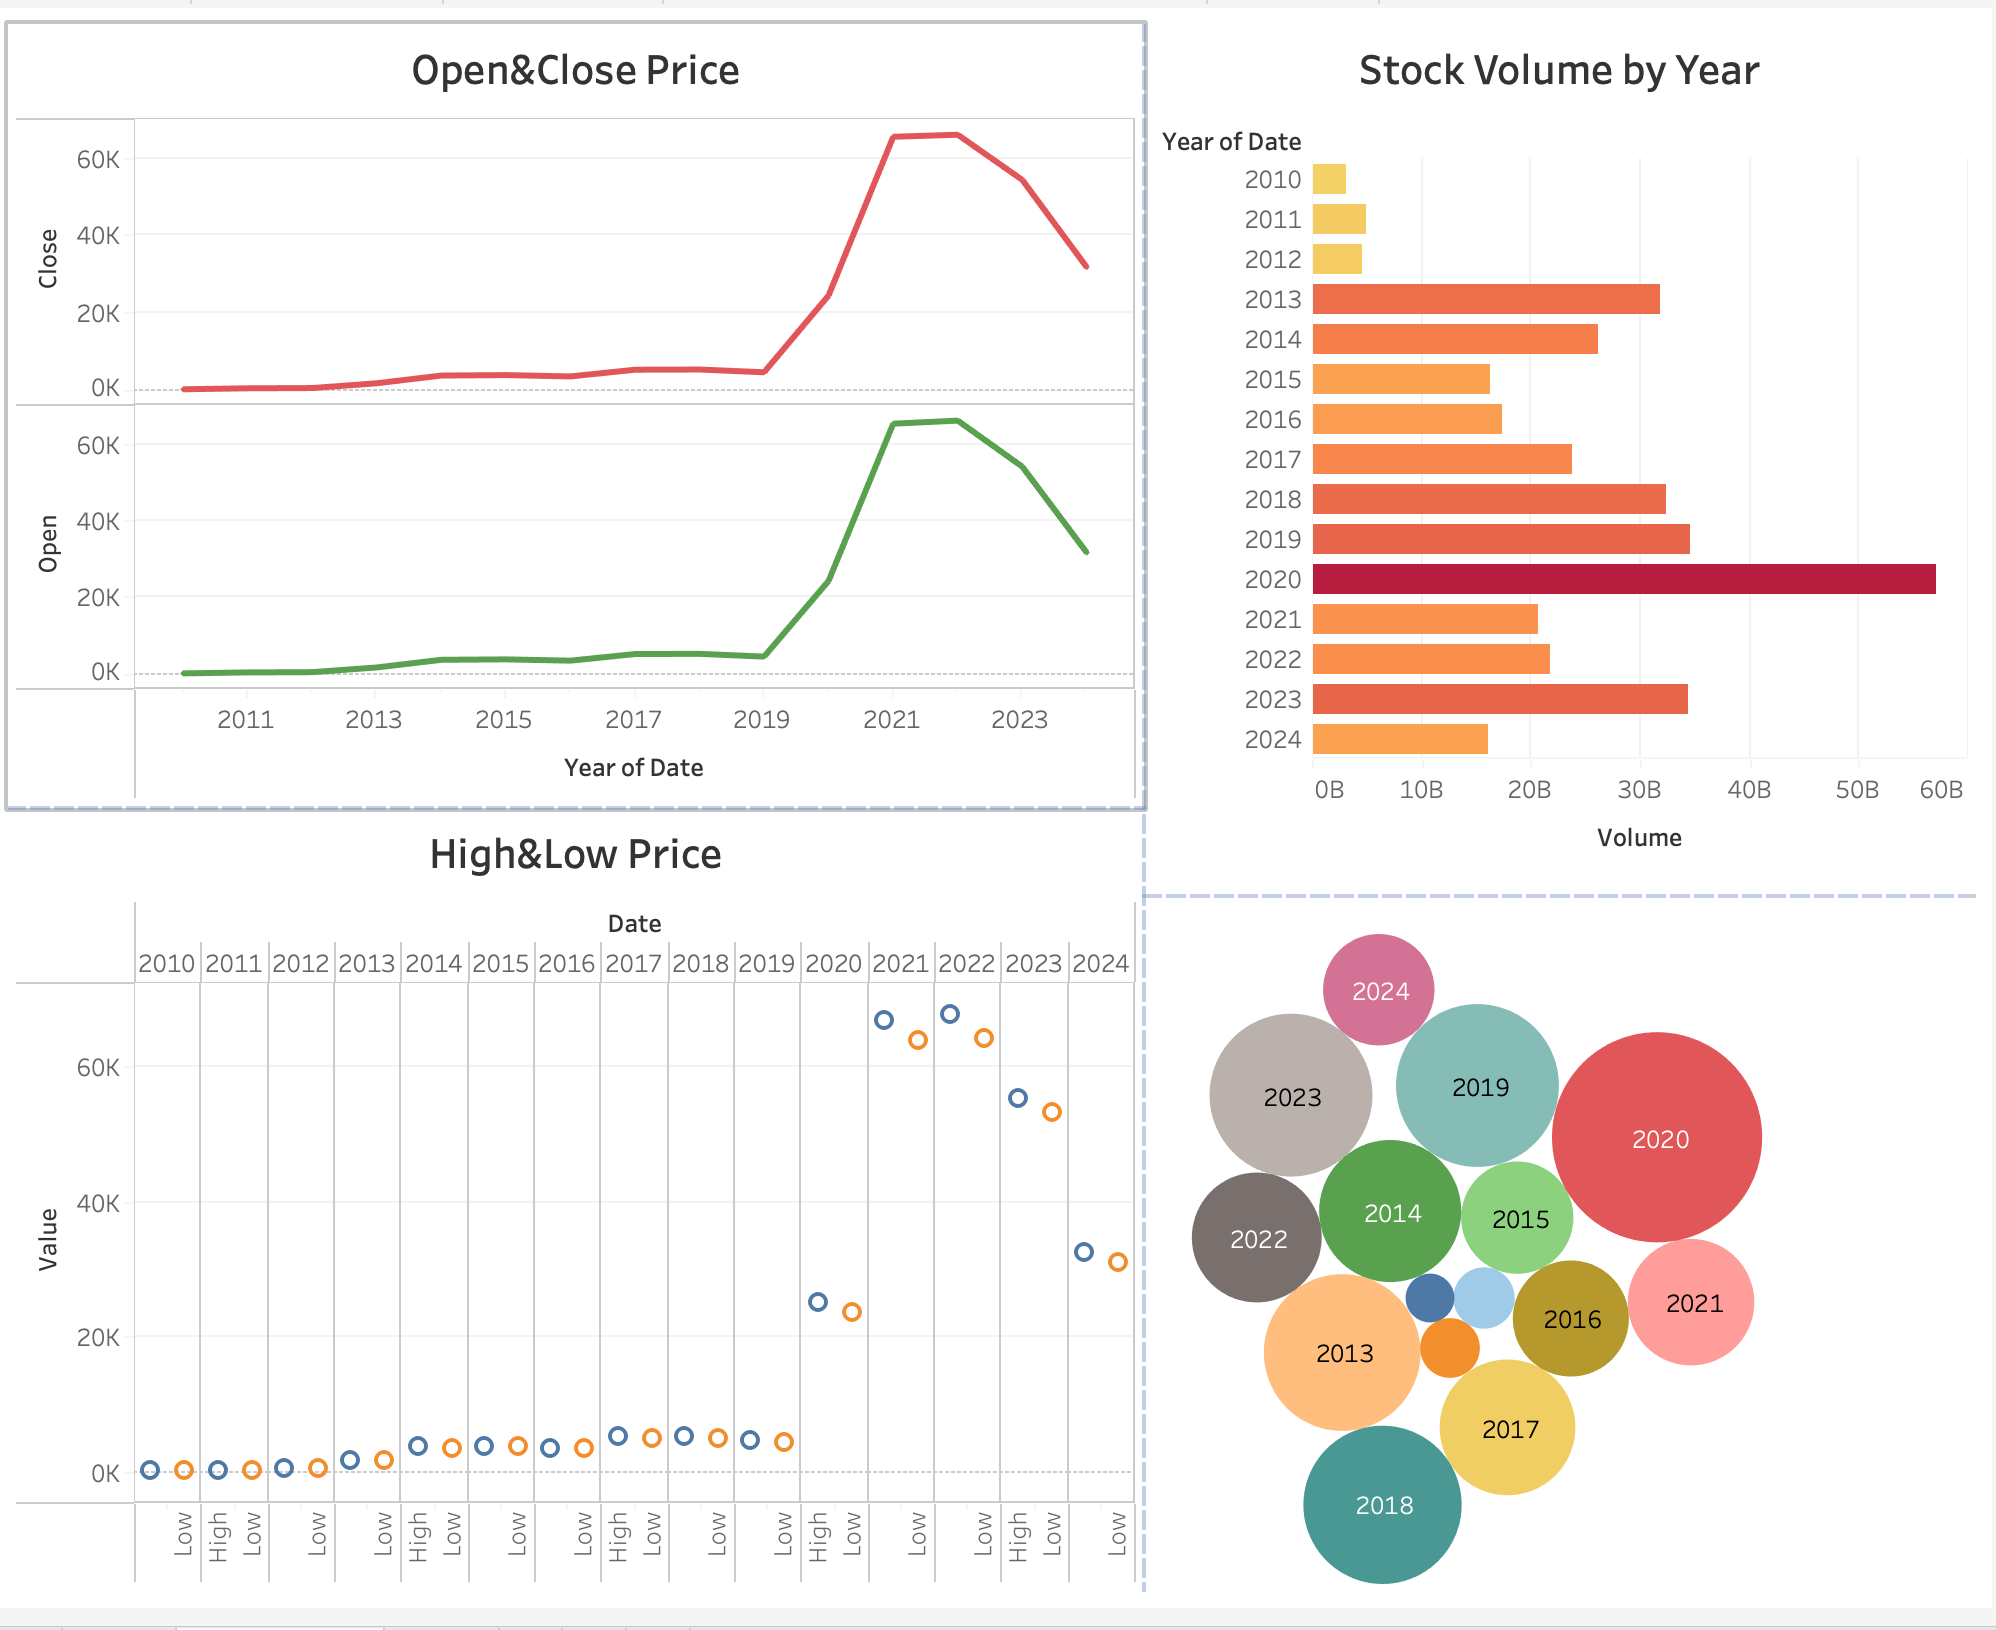 Open&Close Price
Close
60K
40K
20K
0K
Open
60K
40K
20K
0K
2011 2013 2015 2017 2019 2021 2023
Year of Date
Stock Volume by Year
Year of Date
2010
2011
2012
2013
2014
2015
2016
2017
2018
2019
2020
2021
2022
2023
2024
0B 10B 20B 30B 40B 50B 60B
Volume
High&Low Price
Date
2010 2011 2012 2013 2014 2015 2016 2017 2018 2019 2020 2021 2022 2023 2024
Value
60K
40K
20K
0K
Low High Low Low Low High Low Low Low High Low Low Low High Low Low Low High Low Low
2024
2023
2019
2020
2014
2015
2022
2021
2016
2013
2017
2018